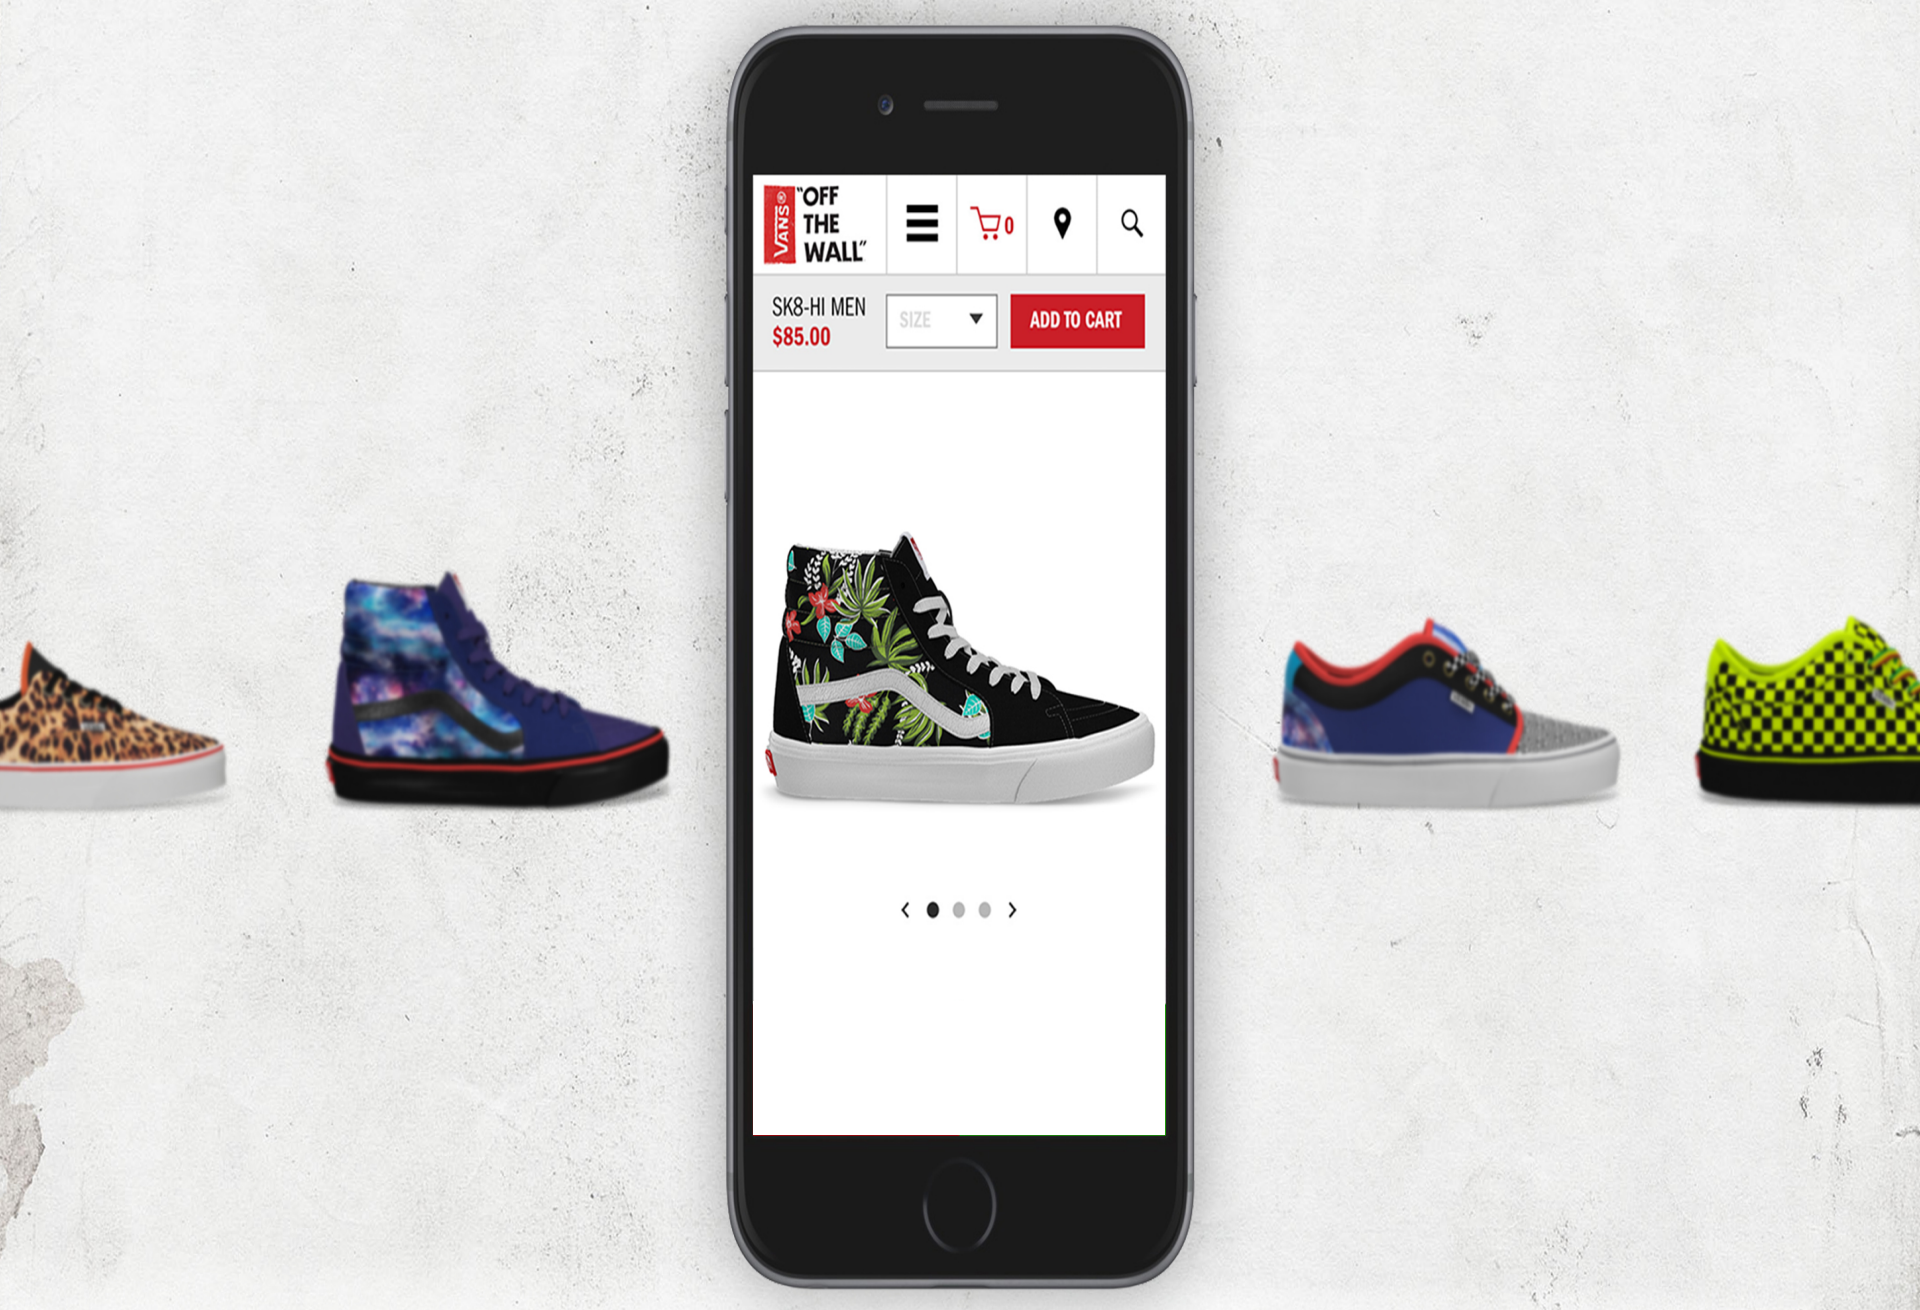 VANS®
"OFF
THE
WALL"
0
SK8-HI MEN
$85.00
SIZE
ADD TO CART